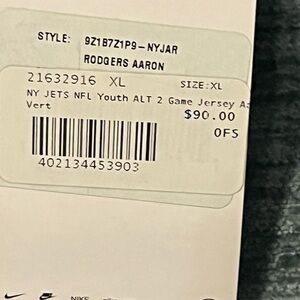 STYLE: 9Z1B7Z1P9-NYJAR
RODGERS AARON
21632916 XL SIZE:XL
NY JETS NFL Youth ALT 2 Game Jersey
Vert
$90.00
OFS
402134453903
NIKE